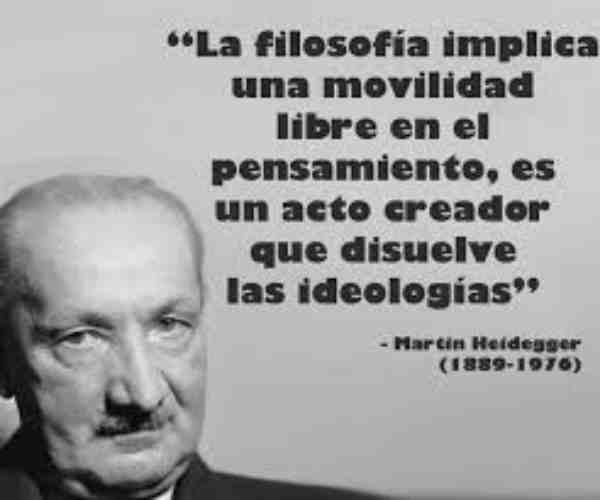 “La filosofía implica
una movilidad
libre en el
pensamiento, es
un acto creador
que disuelve
las ideologías”
- Martin Heidegger
(1889-1976)